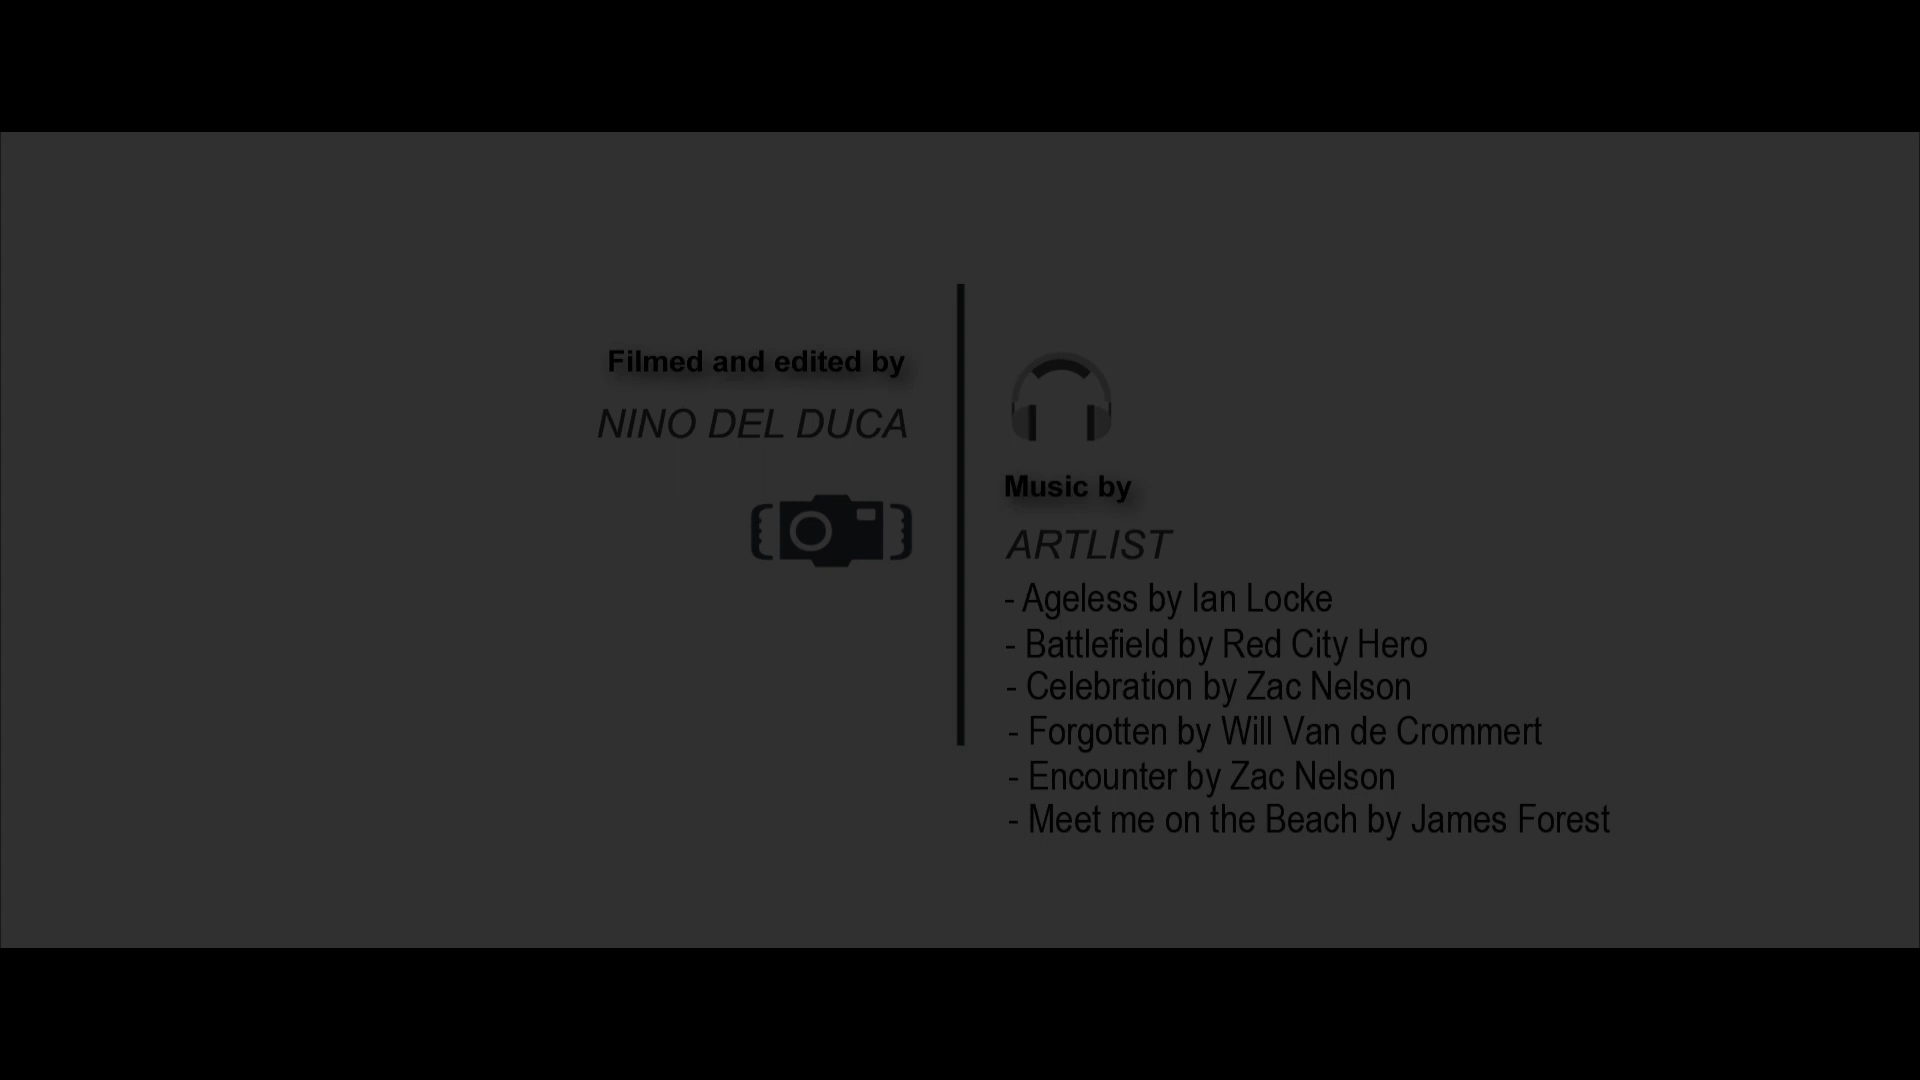 Filmed and edited by
NINO DEL DUCA
Music by
ARTLIST
- Ageless by Ian Locke
- Battlefield by Red City Hero
- Celebration by Zac Nelson
- Forgotten by Will Van de Crommert
- Encounter by Zac Nelson
- Meet me on the Beach by James Forest